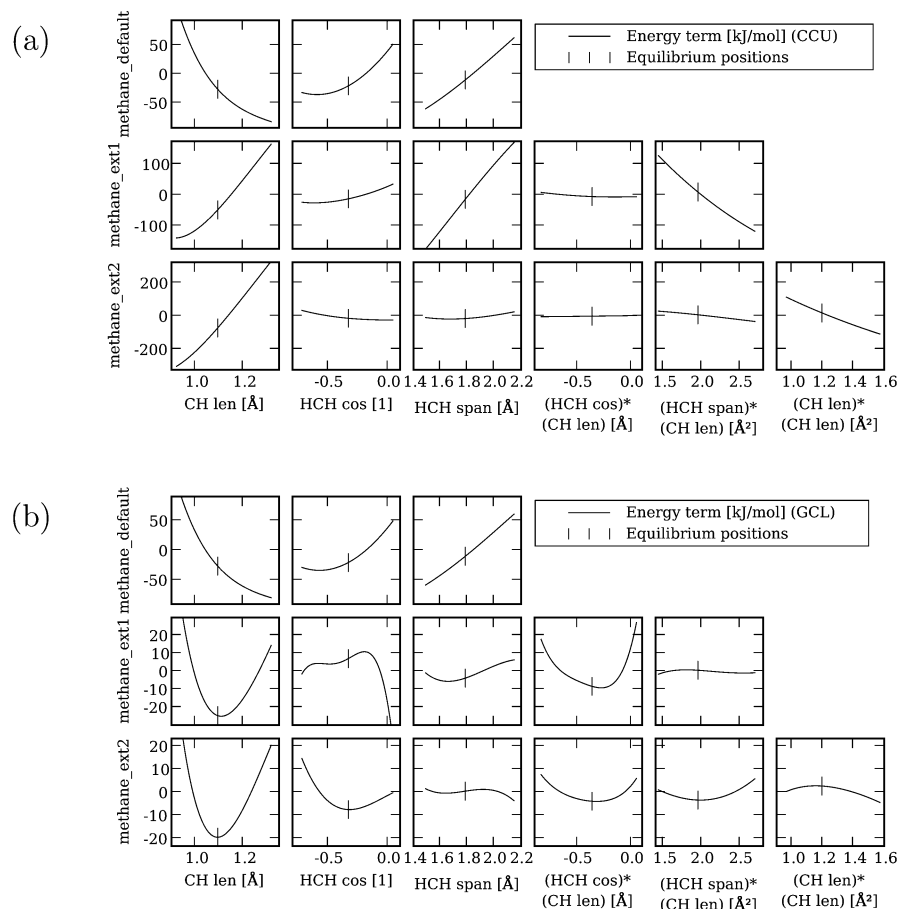 (a)
methane_default
50
0
-50
Energy term [kJ/mol] (CCU)
Equilibrium positions
methane_ext1
100
0
-100
methane_ext2
200
0
-200
1.0 1.2
-0.5 0.0
1.4 1.6 1.8 2.0 2.2
-0.5 0.0
1.5 2.0 2.5
1.0 1.2 1.4 1.6
CH len [Å]
HCH cos [1]
HCH span [Å]
(HCH cos)*
(CH len) [Å]
(HCH span)*
(CH len) [Å²]
(CH len)*
(CH len) [Å²]
(b)
methane_default
50
0
-50
Energy term [kJ/mol] (GCL)
Equilibrium positions
methane_ext1
20
10
0
-10
-20
methane_ext2
20
10
0
-10
-20
1.0 1.2
-0.5 0.0
1.4 1.6 1.8 2.0 2.2
-0.5 0.0
1.5 2.0 2.5
1.0 1.2 1.4 1.6
CH len [Å]
HCH cos [1]
HCH span [Å]
(HCH cos)*
(CH len) [Å]
(HCH span)*
(CH len) [Å²]
(CH len)*
(CH len) [Å²]